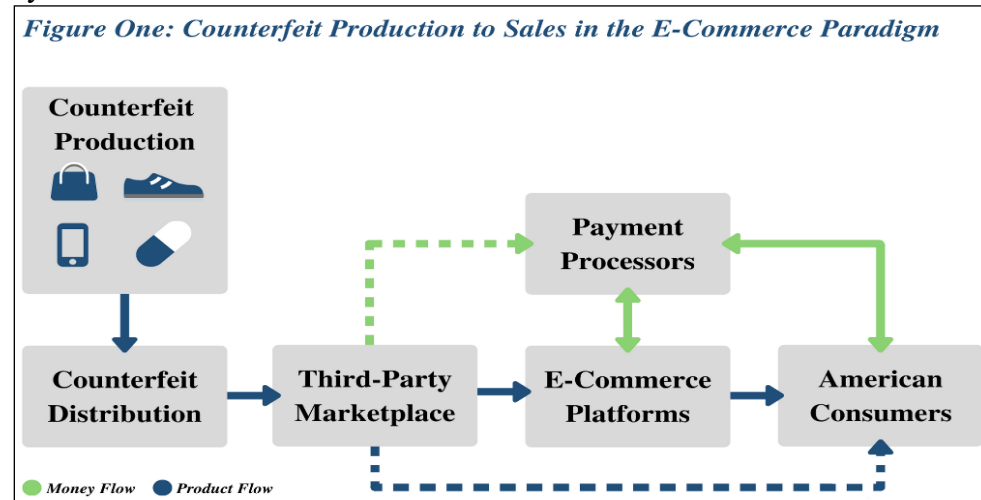 Figure One: Counterfeit Production to Sales in the E-Commerce Paradigm
Counterfeit
Production
Payment
Processors
Counterfeit
Distribution
Third-Party
Marketplace
E-Commerce
Platforms
American
Consumers
Money Flow
Product Flow